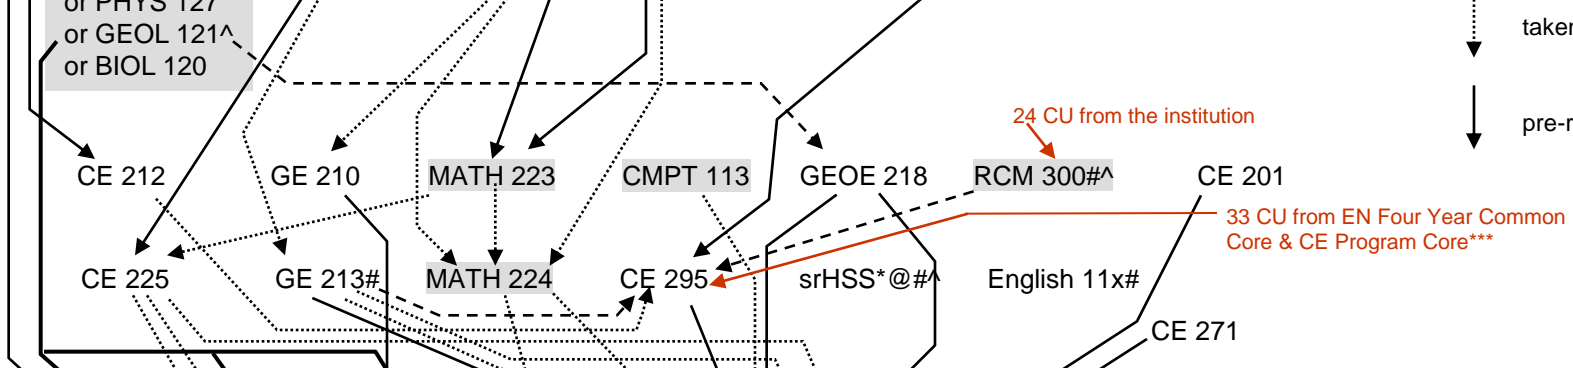 or PHYS 127
or GEOL 121^
or BIOL 120
taken
24 CU from the institution
pre-r
CE 212
GE 210
MATH 223
CMPT 113
GEOE 218
RCM 300#^
CE 201
33 CU from EN Four Year Common
Core & CE Program Core***
CE 225
GE 213#
MATH 224
CE 295
srHSS*@#^
English 11x#
CE 271